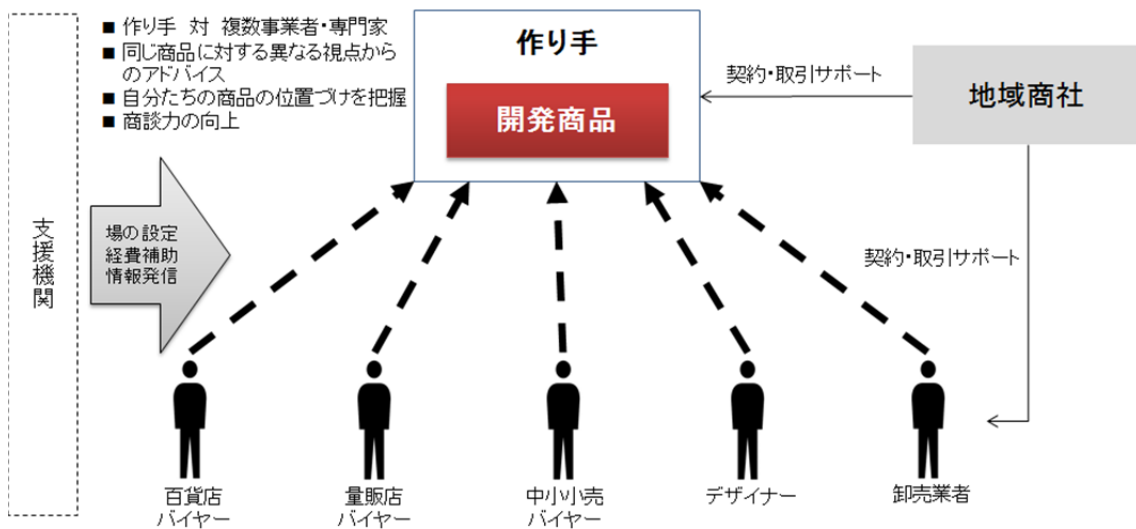 ■ 作り手 対 複数事業者・専門家
■ 同じ商品に対する異なる視点から
のアドバイス
■ 自分たちの商品の位置づけを把握
■ 商談力の向上
作り手
開発商品
契約・取引サポート
地域商社
支援機関
場の設定
経費補助
情報発信
契約・取引サポート
百貨店
バイヤー
量販店
バイヤー
中小小売
バイヤー
デザイナー
卸売業者